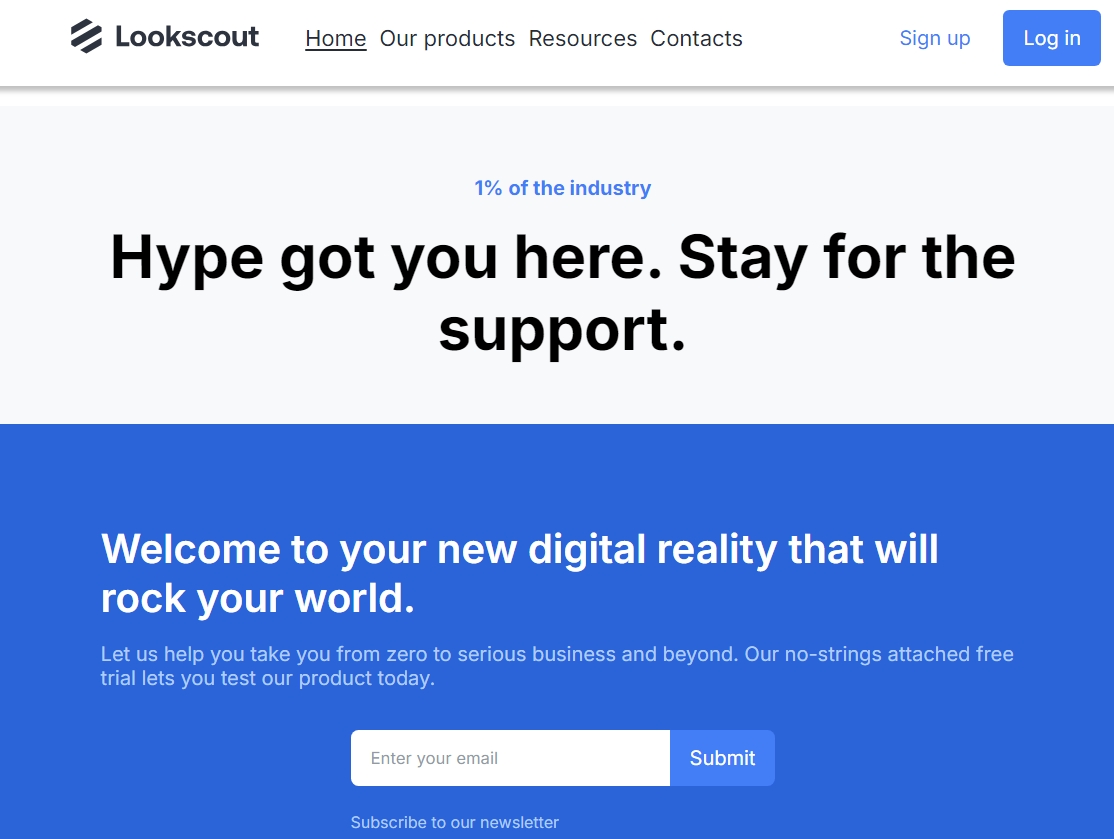 Lookscout Home Our products Resources Contacts Sign up Log in
1% of the industry
Hype got you here. Stay for the
support.
Welcome to your new digital reality that will
rock your world.
Let us help you take you from zero to serious business and beyond. Our no-strings attached free
trial lets you test our product today.
Enter your email Submit
Subscribe to our newsletter